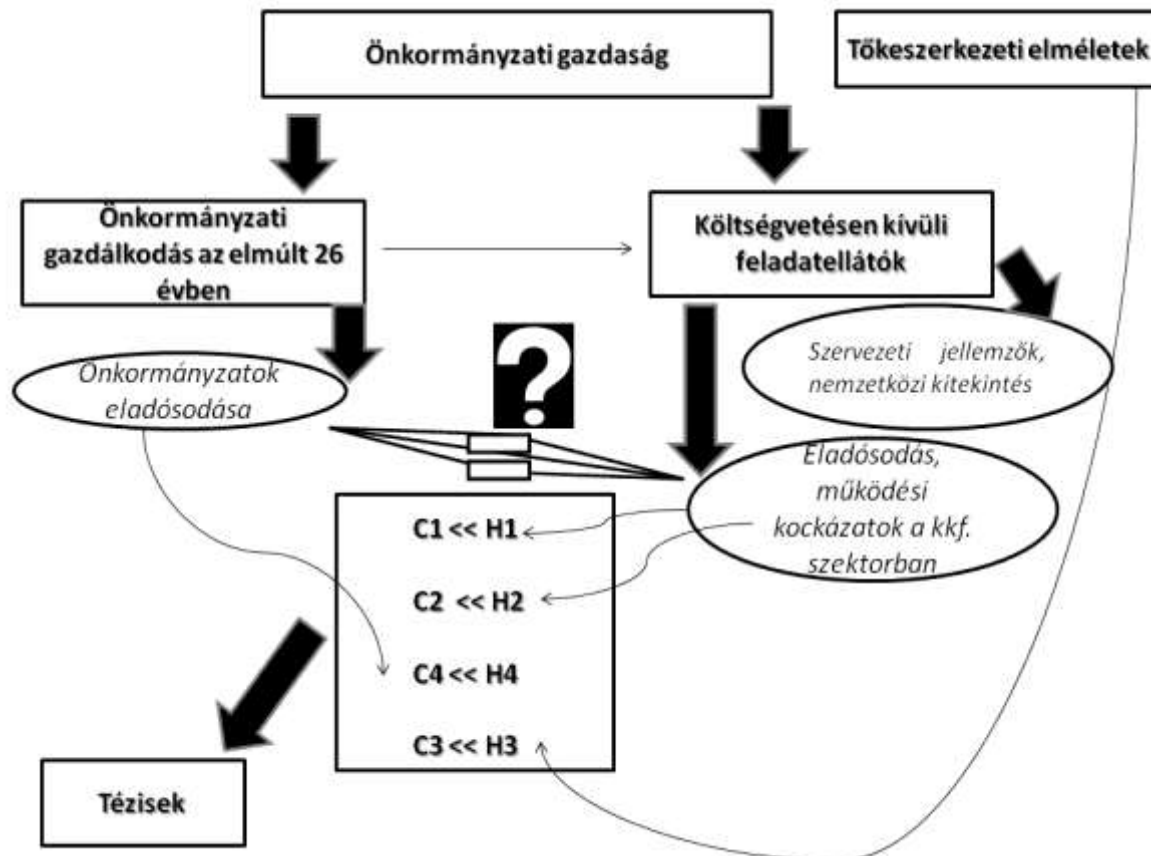 Önkormányzati gazdaság
Tőkeszerkezeti elméletek
Önkormányzati
gazdálkodás az elmúlt 26
évben
Költségvetésen kívüli
feladatellátók
?
Szervezeti jellemzők,
nemzetközi kitekintés
Önkormányzatok
eladósodása
Eladósodás,
működési
kockázatok a kkf.
szektorban
C1 << H1
C2 << H2
C4 << H4
C3 << H3
Tézisek